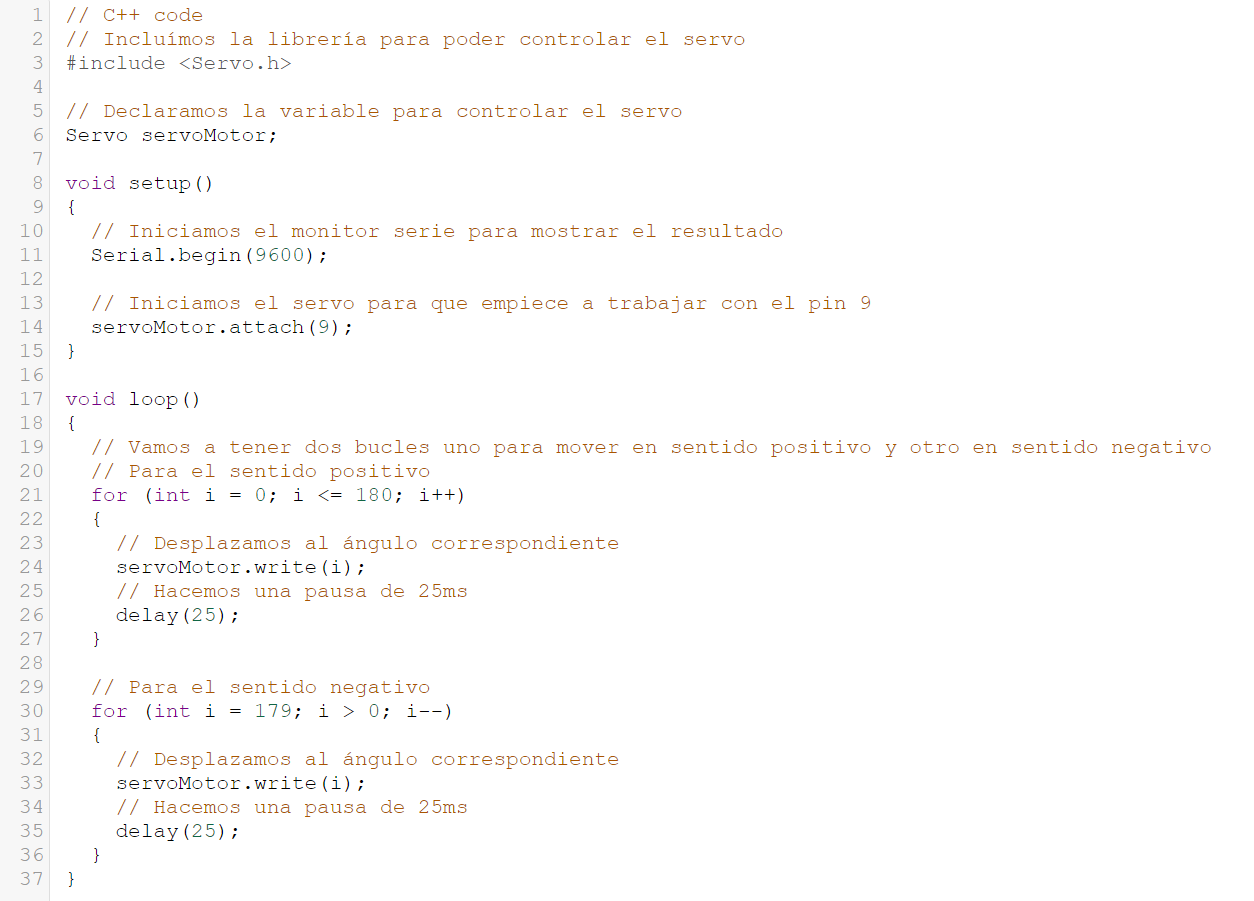 1 // C++ code
2 // Incluímos la librería para poder controlar el servo
3 #include <Servo.h>
4
5 // Declaramos la variable para controlar el servo
6 Servo servoMotor;
7
8 void setup()
9 {
10   // Iniciamos el monitor serie para mostrar el resultado
11   Serial.begin(9600);
12
13   // Iniciamos el servo para que empiece a trabajar con el pin 9
14   servoMotor.attach(9);
15 }
16
17 void loop()
18 {
19   // Vamos a tener dos bucles uno para mover en sentido positivo y otro en sentido negativo
20   // Para el sentido positivo
21   for (int i = 0; i <= 180; i++)
22   {
23     // Desplazamos al ángulo correspondiente
24     servoMotor.write(i);
25     // Hacemos una pausa de 25ms
26     delay(25);
27   }
28
29   // Para el sentido negativo
30   for (int i = 179; i > 0; i--)
31   {
32     // Desplazamos al ángulo correspondiente
33     servoMotor.write(i);
34     // Hacemos una pausa de 25ms
35     delay(25);
36   }
37 }